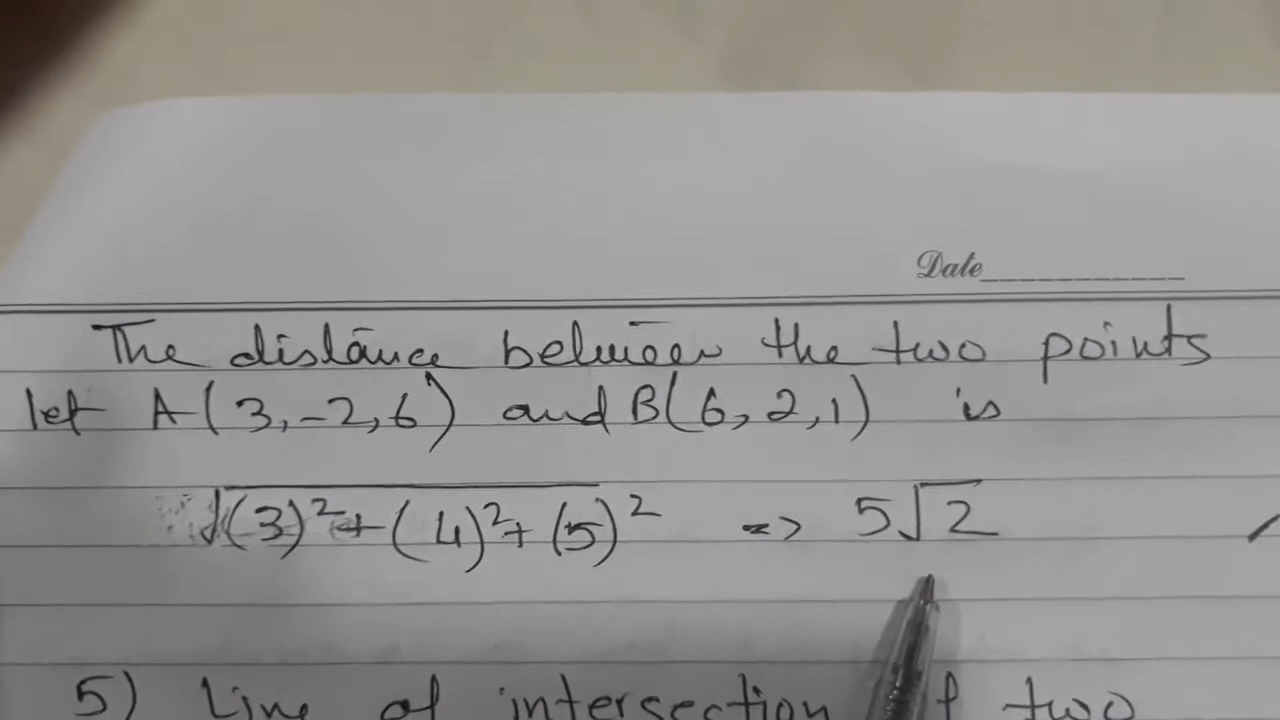 Date
The distance between the two points
let A(3,-2,6) and B(6,2,1) is
√(3)²+(4)²+(5)² => 5√2
5) Line of intersection of two